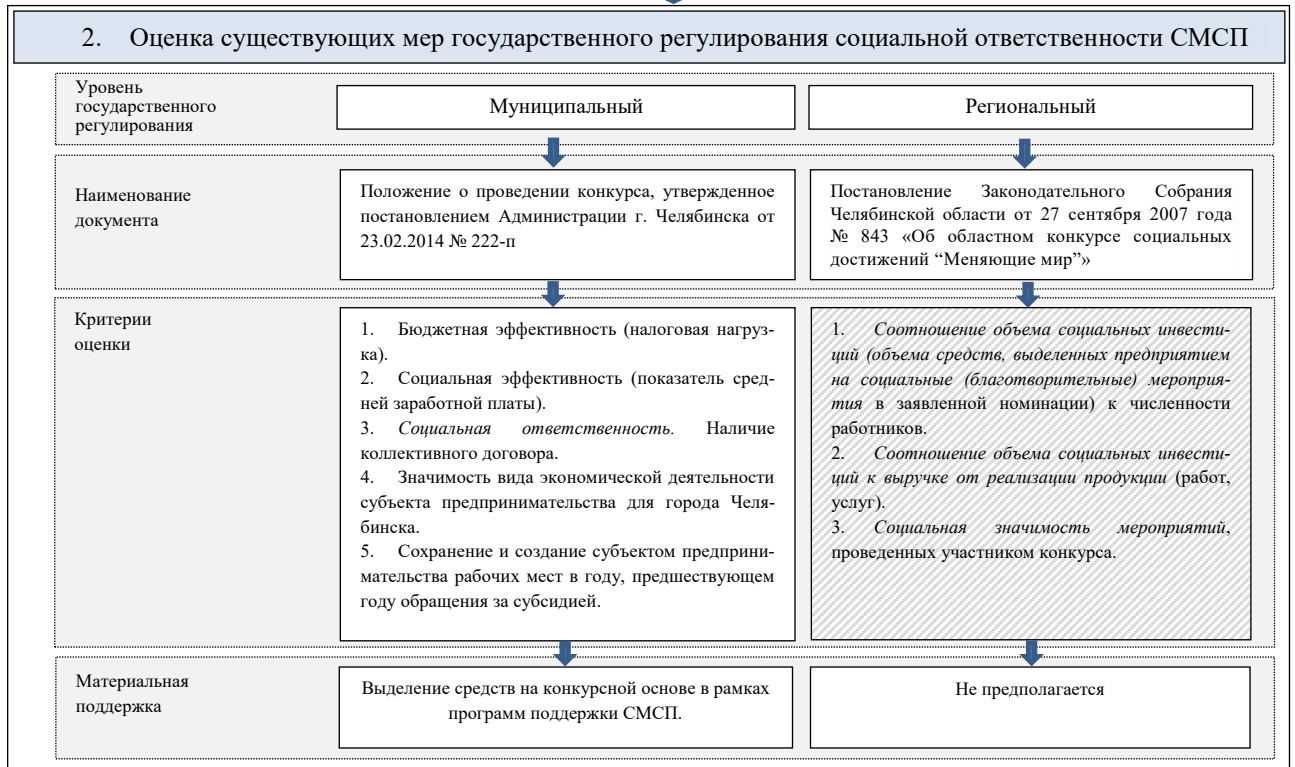 2. Оценка существующих мер государственного регулирования социальной ответственности СМСП
Уровень
государственного
регулирования
Муниципальный
Региональный
Наименование
документа
Положение о проведении конкурса, утвержденное
постановлением Администрации г. Челябинска от
23.02.2014 № 222-п
Постановление Законодательного Собрания
Челябинской области от 27 сентября 2007 года
№ 843 «Об областном конкурсе социальных
достижений “Меняющие мир”»
Критерии
оценки
1. Бюджетная эффективность (налоговая нагруз-
ка).
2. Социальная эффективность (показатель сред-
ней заработной платы).
3. Социальная ответственность. Наличие
коллективного договора.
4. Значимость вида экономической деятельности
субъекта предпринимательства для города Челя-
бинска.
5. Сохранение и создание субъектом предприни-
мательства рабочих мест в году, предшествующем
году обращения за субсидией.
1. Соотношение объема социальных инвести-
ций (объема средств, выделенных предприятием
на социальные (благотворительные) мероприя-
тия в заявленной номинации) к численности
работников.
2. Соотношение объема социальных инвести-
ций к выручке от реализации продукции (работ,
услуг).
3. Социальная значимость мероприятий,
проведенных участником конкурса.
Материальная
поддержка
Выделение средств на конкурсной основе в рамках
программ поддержки СМСП.
Не предполагается